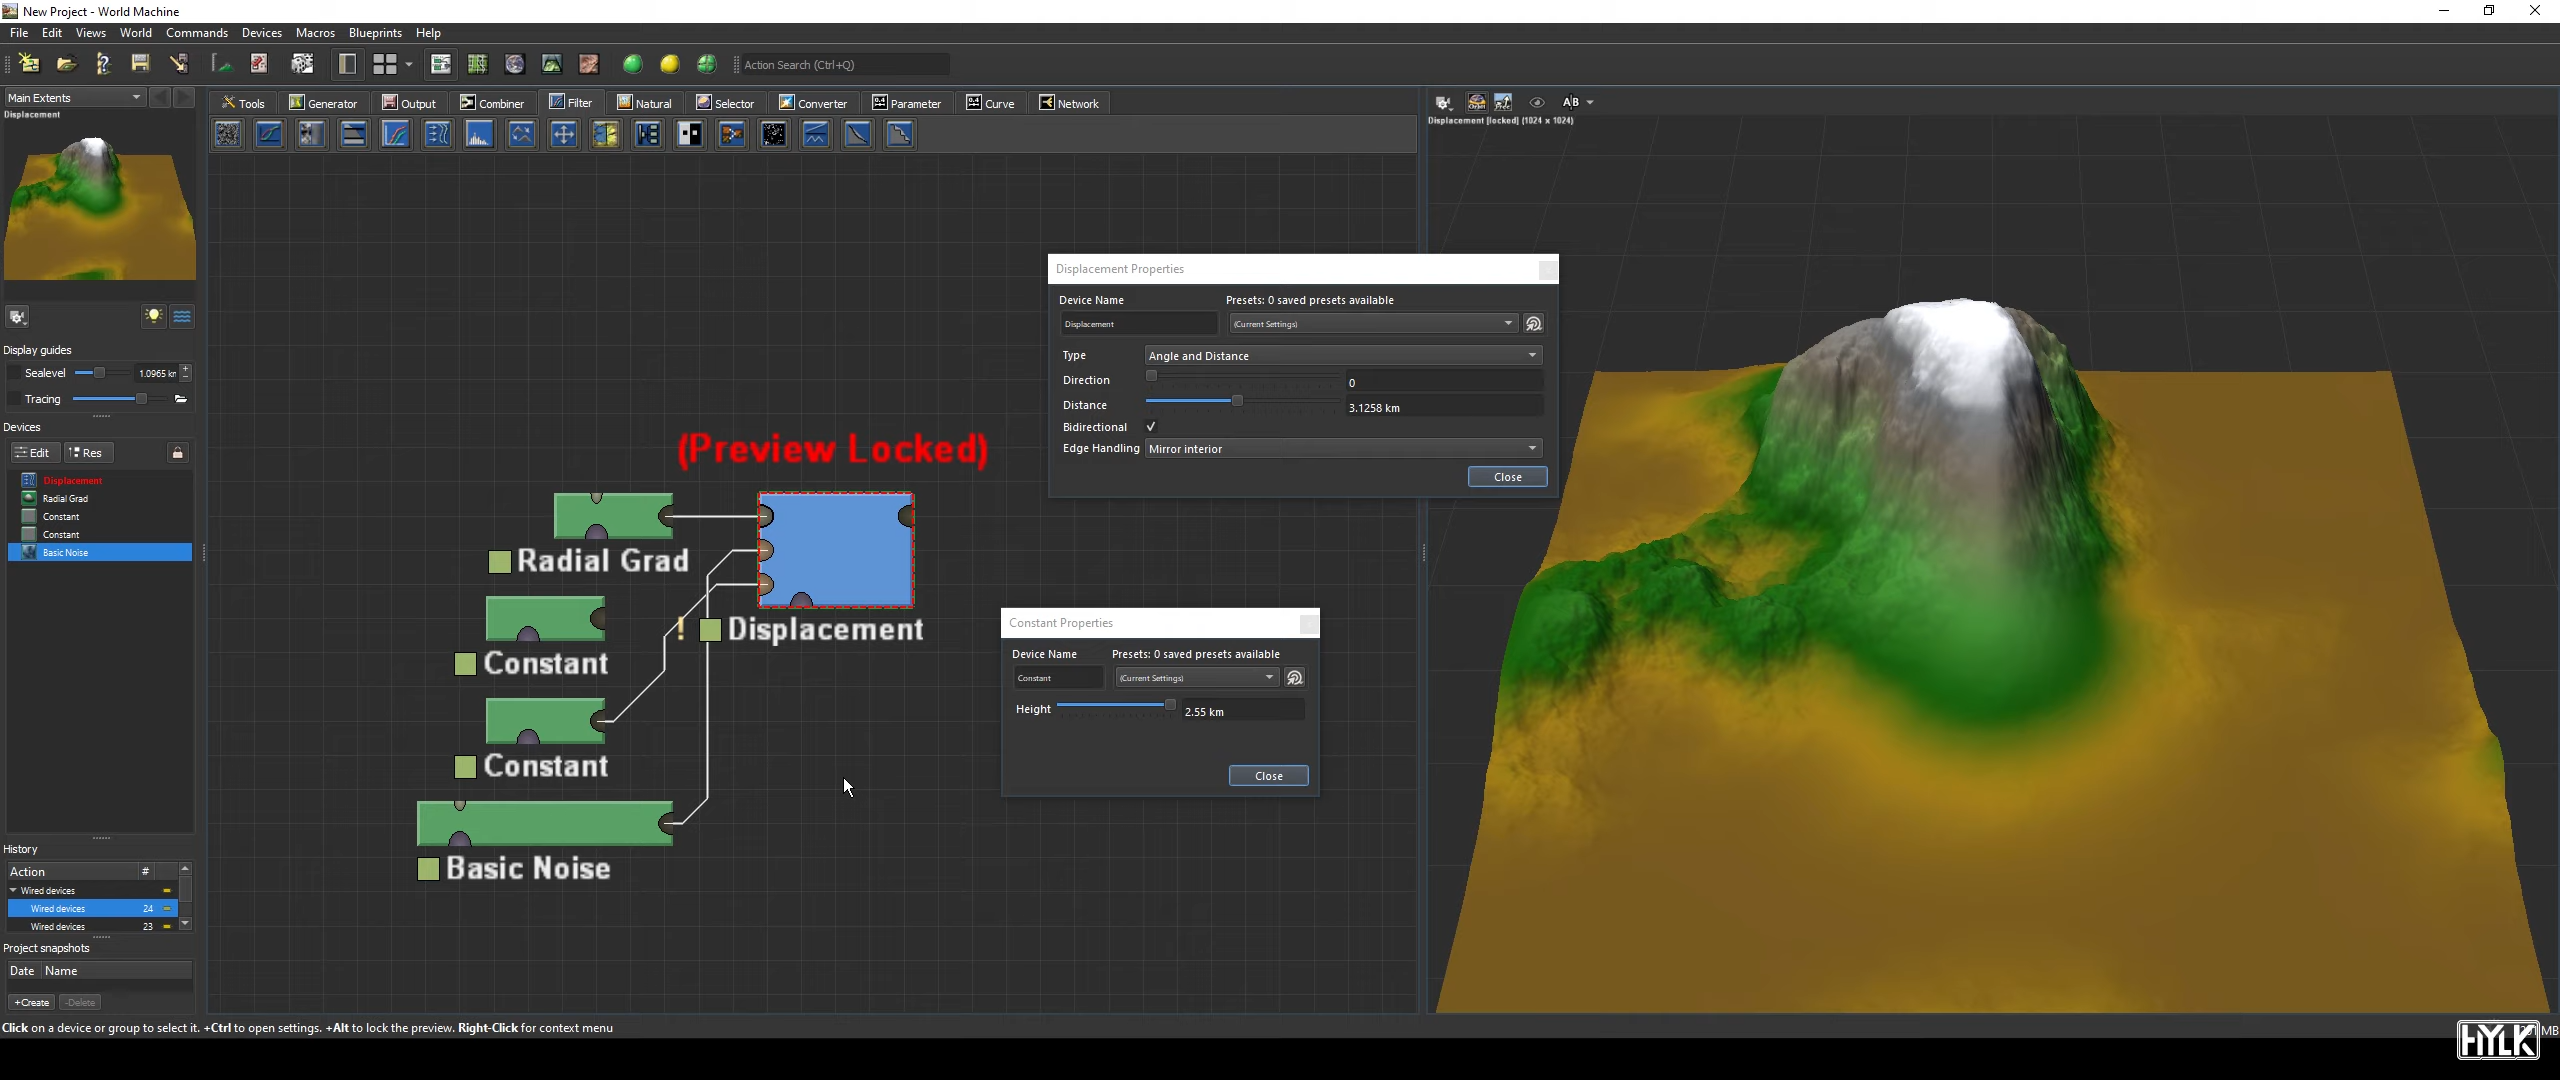 New Project - World Machine
File Edit Views World Commands Devices Macros Blueprints Help
Action Search (Ctrl+Q)
Main Extents
Displacement
Tools Generator Output Combiner Filter Natural Selector Converter Parameter Curve Network
AB
Displacement [locked] (1024 x 1024)
Display guides
Sealevel 1.0965 km
Tracing
Devices
Edit Res
Displacement
Radial Grad
Constant
Constant
Basic Noise
(Preview Locked)
Radial Grad
Constant
! Displacement
Constant
Basic Noise
Displacement Properties
Device Name Presets: 0 saved presets available
Displacement (Current Settings)
Type Angle and Distance
Direction 0
Distance 3.1258 km
Bidirectional
Edge Handling Mirror interior
Close
Constant Properties
Device Name Presets: 0 saved presets available
Constant (Current Settings)
Height 2.55 km
Close
History
Action #
Wired devices
Wired devices 24
Wired devices 23
Project snapshots
Date Name
+Create -Delete
Click on a device or group to select it. +Ctrl to open settings. +Alt to lock the preview. Right-Click for context menu
HYLK MB